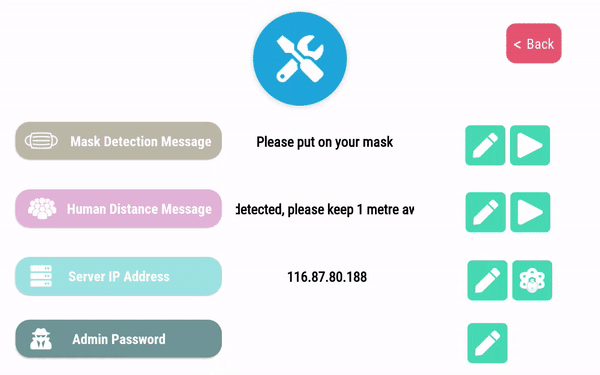 < Back
Mask Detection Message
Please put on your mask
Human Distance Message
detected, please keep 1 metre
Server IP Address
116.87.80.188
Admin Password